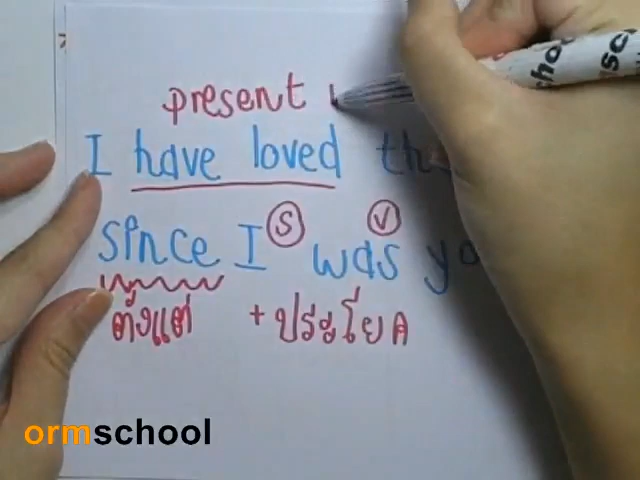 present
I have loved
since I Ⓢ was Ⓥ
ตั้งแต่ + ประโยค
ormschool